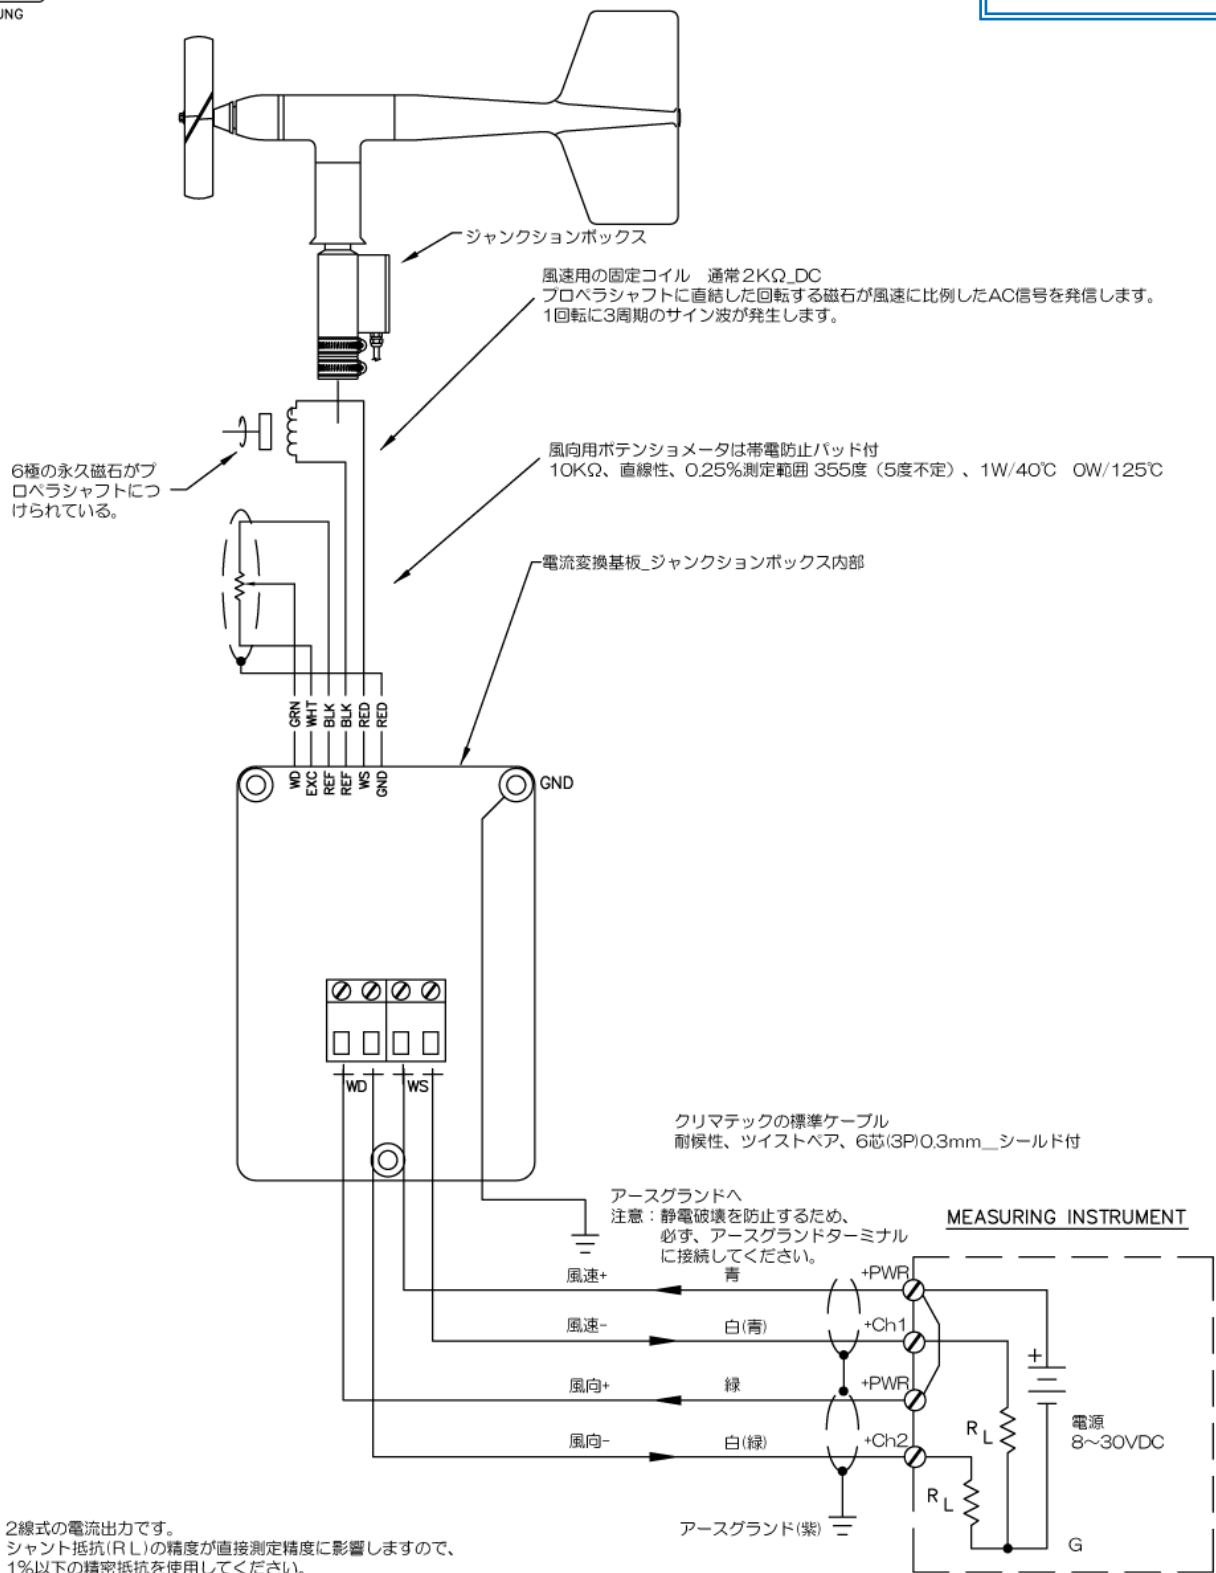 UNG
ジャンクションボックス
風速用の固定コイル　通常2KΩ_DC
プロペラシャフトに直結した回転する磁石が風速に比例したAC信号を発信します。
1回転に3周期のサイン波が発生します。
6極の永久磁石がプ
ロペラシャフトにつ
けられている。
風向用ポテンショメータは帯電防止パッド付
10KΩ、直線性、0.25%測定範囲 355度（5度不定）、1W/40℃　0W/125℃
電流変換基板_ジャンクションボックス内部
GRN WHT BLK BLK RED RED
WD EXC REF REF WS GND
GND
+ WD − + WS −
クリマテックの標準ケーブル
耐候性、ツイストペア、6芯(3P)0.3mm__シールド付
アースグランドへ
注意：静電破壊を防止するため、
必ず、アースグランドターミナル
に接続してください。
MEASURING INSTRUMENT
風速+ 青 +PWR
風速- 白(青) +Ch1
風向+ 緑 +PWR
風向- 白(緑) +Ch2
+
電源
8~30VDC
RL
RL
アースグランド(紫)
G
2線式の電流出力です。
シャント抵抗(RL)の精度が直接測定精度に影響しますので、
1%以下の精密抵抗を使用してください。